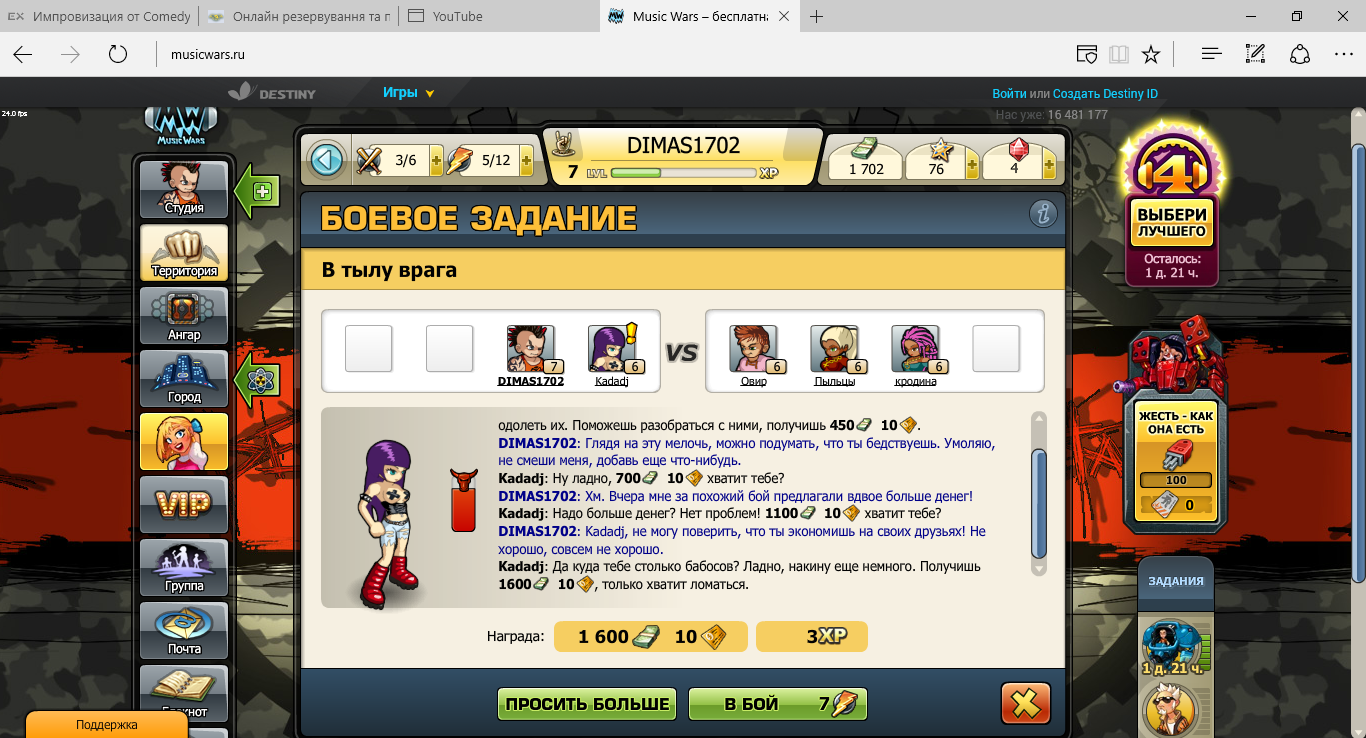 Импровизация от Comedy
Онлайн резервування та п
YouTube
Music Wars – бесплатна
musicwars.ru
DESTINY
Игры
Войти или Создать Destiny ID
24.0 fps
Нас уже: 16 481 177
MW
MUSIC WARS
3/6
5/12
DIMAS1702
7 LVL XP
1 702
76
4
БОЕВОЕ ЗАДАНИЕ
В тылу врага
Студия
Территория
Ангар
Город
VIP
Группа
Почта
Поддержка
7
6
VS
6
6
6
DIMAS1702
Kadadj
Овир
Пыльцы
кродина
одолеть их. Поможешь разобраться с ними, получишь 450 10.
DIMAS1702: Глядя на эту мелочь, можно подумать, что ты бедствуешь. Умоляю,
не смеши меня, добавь еще что-нибудь.
Kadadj: Ну ладно, 700 10 хватит тебе?
DIMAS1702: Хм. Вчера мне за похожий бой предлагали вдвое больше денег!
Kadadj: Надо больше денег? Нет проблем! 1100 10 хватит тебе?
DIMAS1702: Kadadj, не могу поверить, что ты экономишь на своих друзьях! Не
хорошо, совсем не хорошо.
Kadadj: Да куда тебе столько бабосов? Ладно, накину еще немного. Получишь
1600 10, только хватит ломаться.
Награда: 1 600 10 3XP
ПРОСИТЬ БОЛЬШЕ
В БОЙ 7
4
ВЫБЕРИ
ЛУЧШЕГО
Осталось:
1 д. 21 ч.
ЖЕСТЬ - КАК
ОНА ЕСТЬ
100
0
ЗАДАНИЯ
1 д. 21 ч.